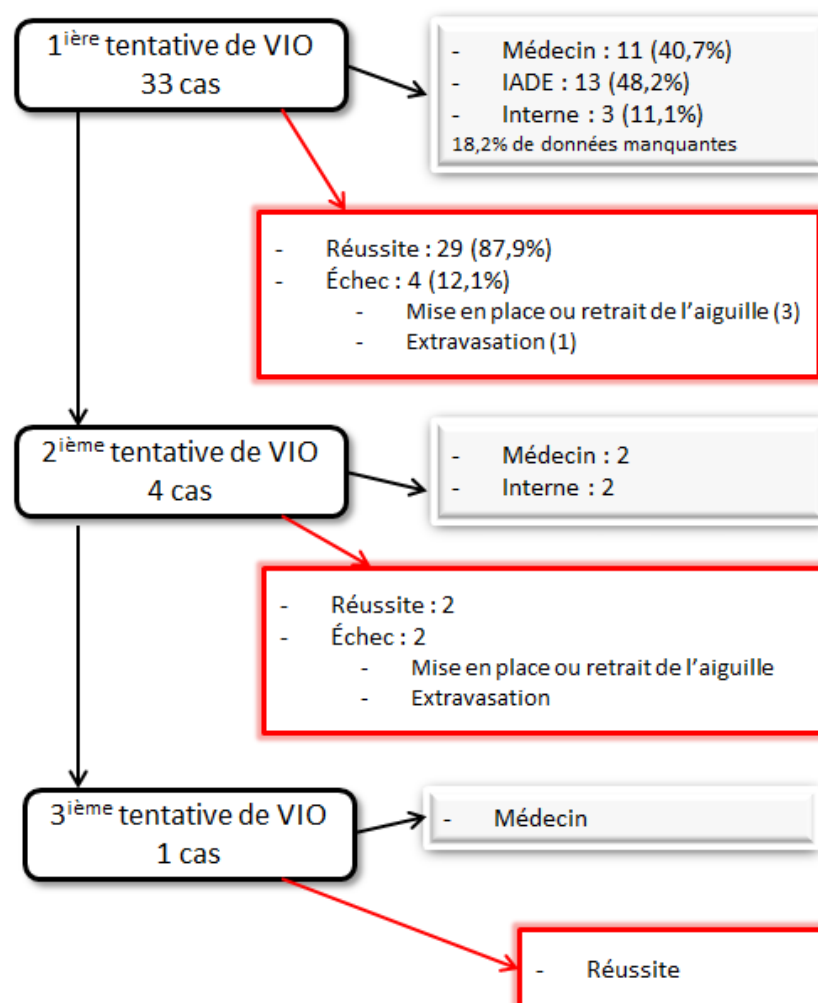 1ière tentative de VIO
33 cas
- Médecin : 11 (40,7%)
- IADE : 13 (48,2%)
- Interne : 3 (11,1%)
18,2% de données manquantes
- Réussite : 29 (87,9%)
- Échec : 4 (12,1%)
- Mise en place ou retrait de l’aiguille (3)
- Extravasation (1)
2ième tentative de VIO
4 cas
- Médecin : 2
- Interne : 2
- Réussite : 2
- Échec : 2
- Mise en place ou retrait de l’aiguille
- Extravasation
3ième tentative de VIO
1 cas
- Médecin
- Réussite